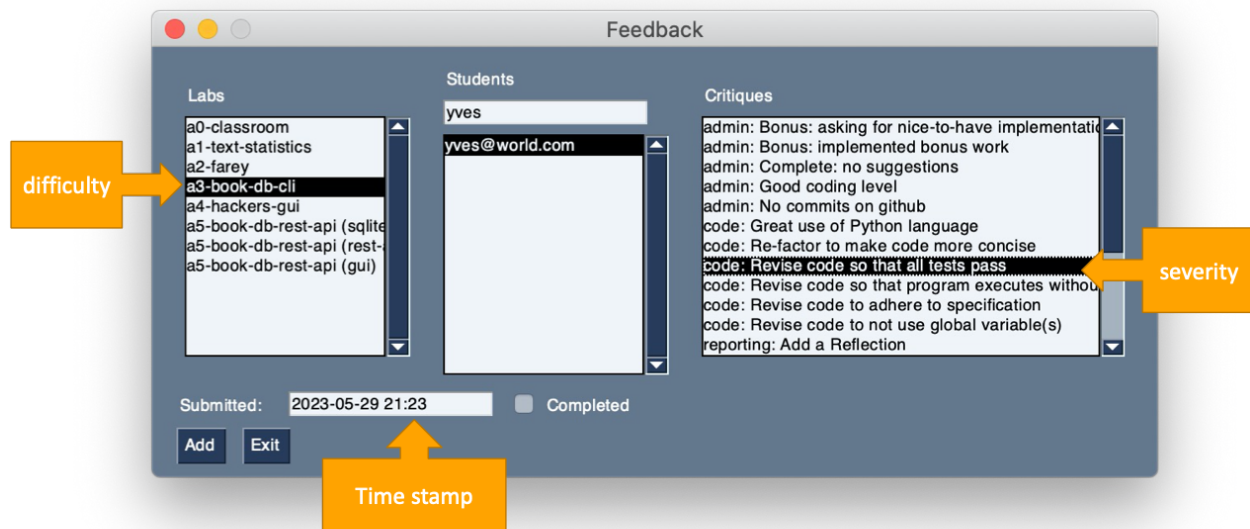 Feedback
Labs
a0-classroom
a1-text-statistics
a2-farey
a3-book-db-cli
a4-hackers-gui
a5-book-db-rest-api (sqlite
a5-book-db-rest-
a5-book-db-rest-api (gui)
Students
yves
yves@world.com
Critiques
admin: Bonus: asking for nice-to-have implementatio
admin: Bonus: implemented bonus work
admin: Complete: no suggestions
admin: Good coding level
admin: No commits on github
code: Great use of Python language
code: Re-factor to make code more concise
code: Revise code so that all tests pass
code: Revise code so that program executes withou
code: Revise code to adhere to specification
code: Revise code to not use global variable(s)
reporting: Add a Reflection
difficulty
severity
Submitted: 2023-05-29 21:23 Completed
Add Exit
Time stamp